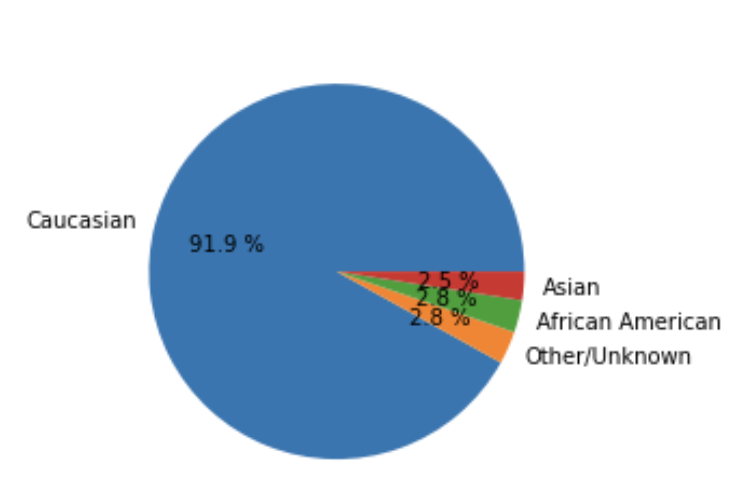 Caucasian
91.9 %
2.5 %
Asian
2.8 %
African American
2.8 %
Other/Unknown